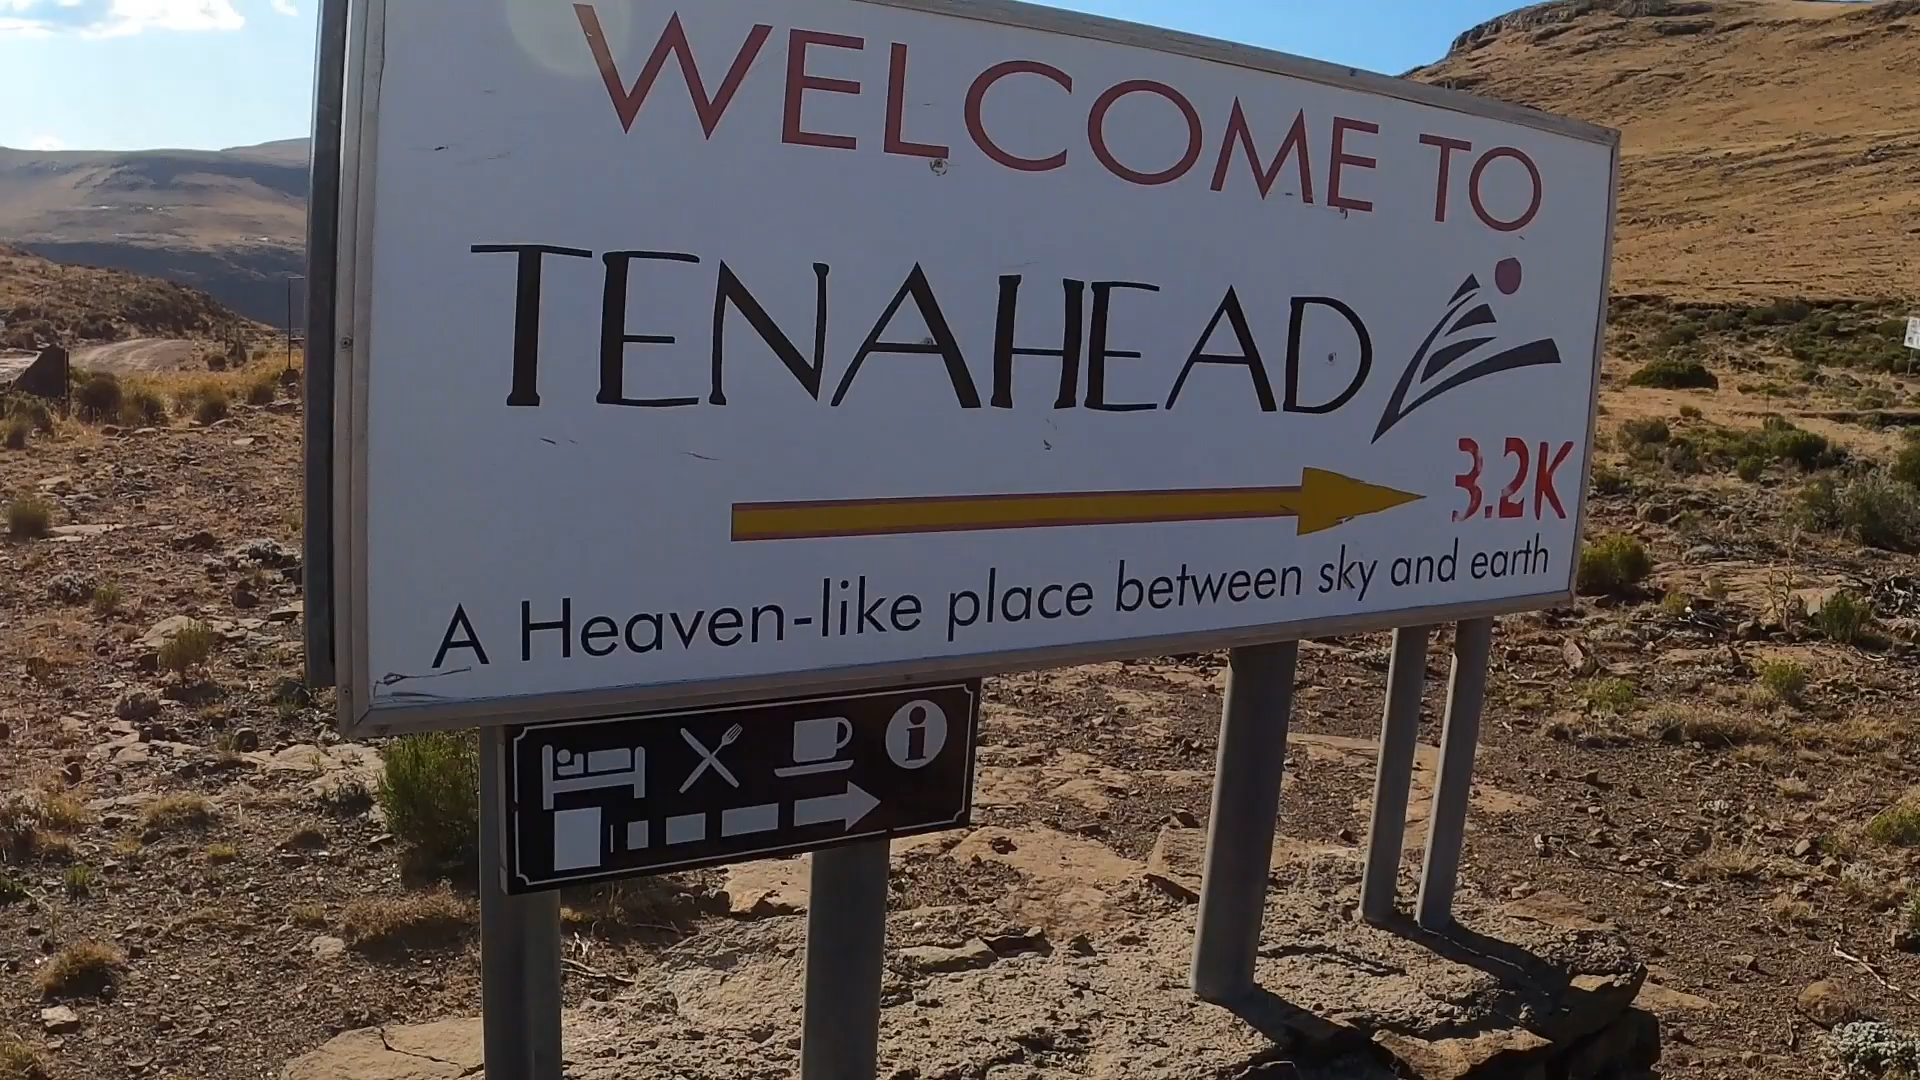 WELCOME TO
TENAHEAD
3.2K
A Heaven-like place between sky and earth
i